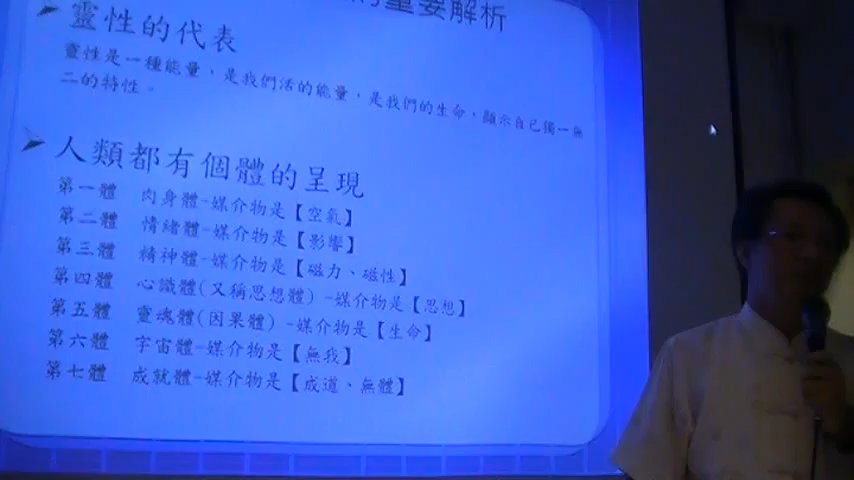 的重要解析
靈性的代表
靈性是一種能量，是我們活的能量，是我們的生命，顯示自已獨一無
二的特性。
人類都有個體的呈現
第一體 肉身體-媒介物是【空氣】
第二體 情緒體-媒介物是【影響】
第三體 精神體-媒介物是【磁力、磁性】
第四體 心識體(又稱思想體)-媒介物是【思想】
第五體 靈魂體(因果體)-媒介物是【生命】
第六體 宇宙體-媒介物是【無我】
第七體 成就體-媒介物是【成道、無體】